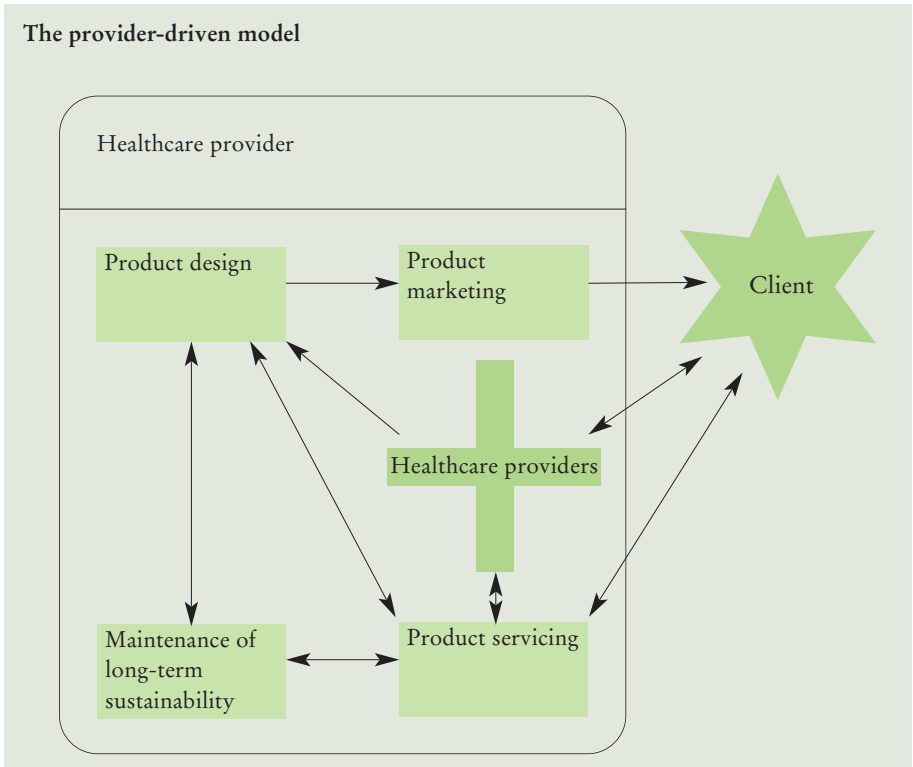 The provider-driven model
Healthcare provider
Product design
Product
marketing
Client
Healthcare providers
Maintenance of
long-term
sustainability
Product servicing